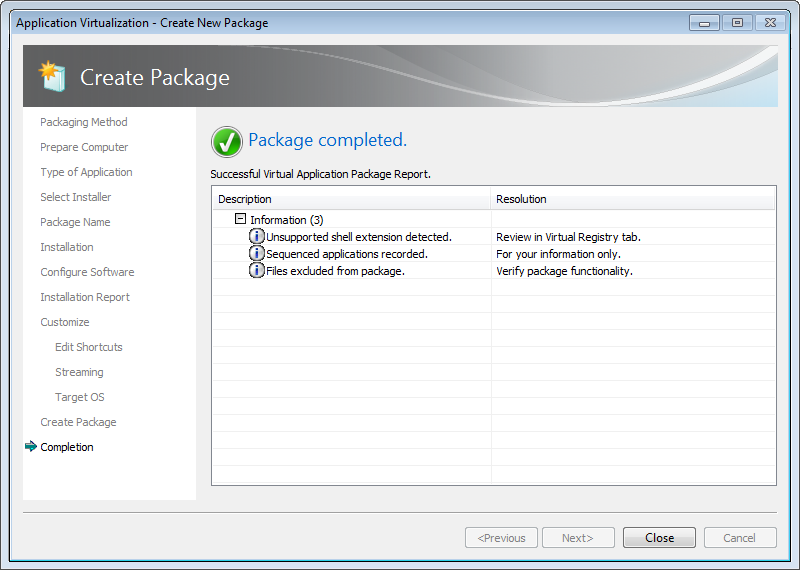 Application Virtualization - Create New Package
Create Package
Packaging Method
Prepare Computer
Type of Application
Select Installer
Package Name
Installation
Configure Software
Installation Report
Customize
Edit Shortcuts
Streaming
Target OS
Create Package
Completion
Package completed.
Successful Virtual Application Package Report.
Description Resolution
Information (3)
Unsupported shell extension detected. Review in Virtual Registry tab.
Sequenced applications recorded. For your information only.
Files excluded from package. Verify package functionality.
<Previous Next> Close Cancel